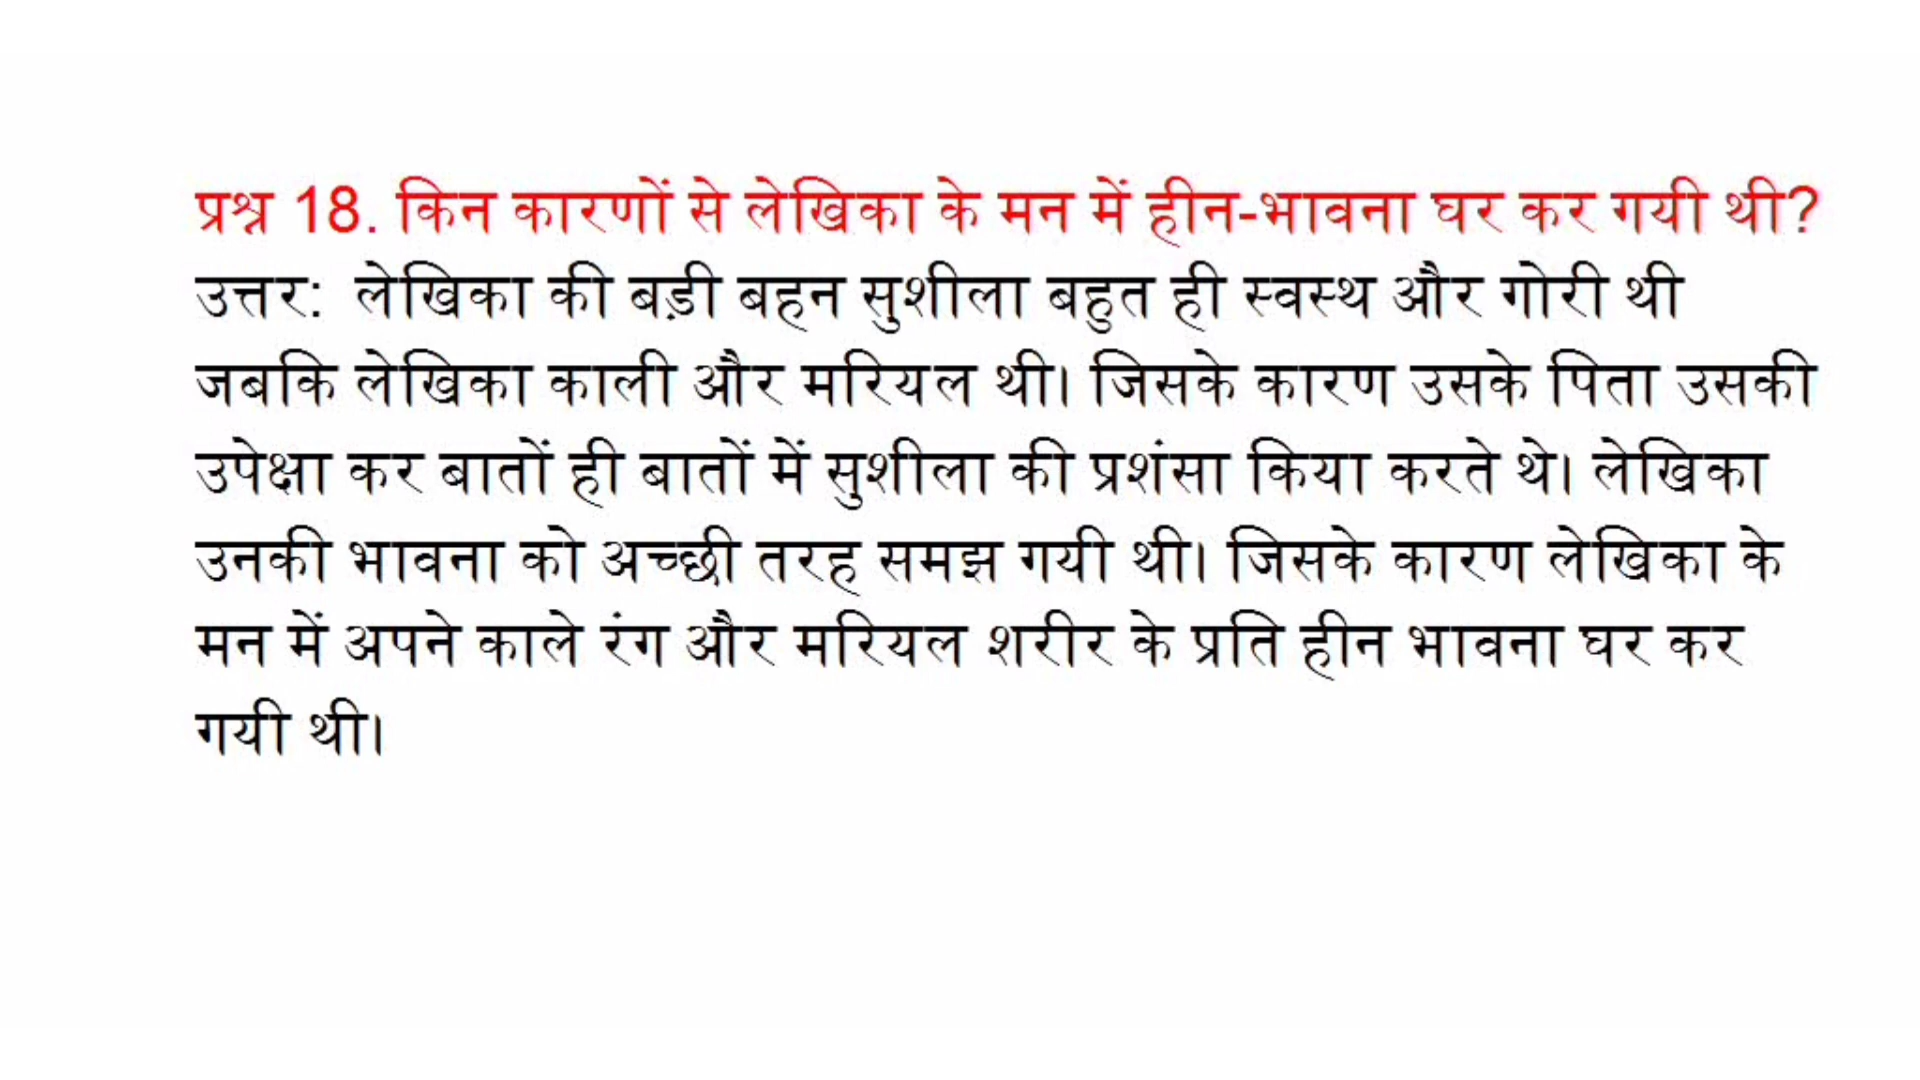 प्रश्न 18. किन कारणों से लेखिका के मन में हीन-भावना घर कर गयी थी?
उत्तर: लेखिका की बड़ी बहन सुशीला बहुत ही स्वस्थ और गोरी थी
जबकि लेखिका काली और मरियल थी। जिसके कारण उसके पिता उसकी
उपेक्षा कर बातों ही बातों में सुशीला की प्रशंसा किया करते थे। लेखिका
उनकी भावना को अच्छी तरह समझ गयी थी। जिसके कारण लेखिका के
मन में अपने काले रंग और मरियल शरीर के प्रति हीन भावना घर कर
गयी थी।